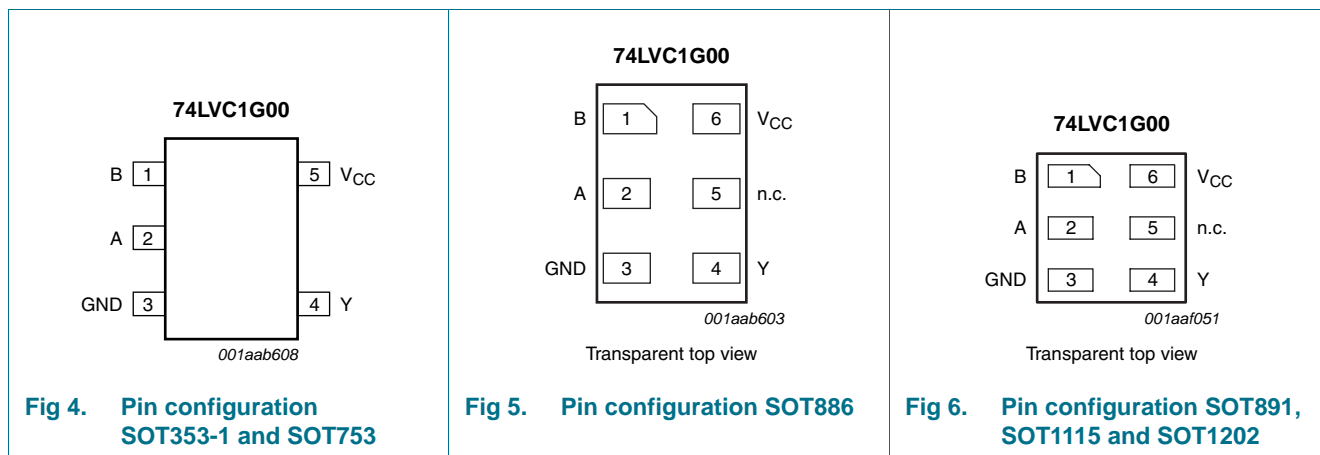 74LVC1G00
B 1 5 VCC
A 2
GND 3 4 Y
001aab608
Fig 4. Pin configuration
SOT353-1 and SOT753
74LVC1G00
B 1 6 VCC
A 2 5 n.c.
GND 3 4 Y
001aab603
Transparent top view
Fig 5. Pin configuration SOT886
74LVC1G00
B 1 6 VCC
A 2 5 n.c.
GND 3 4 Y
001aaf051
Transparent top view
Fig 6. Pin configuration SOT891,
SOT1115 and SOT1202